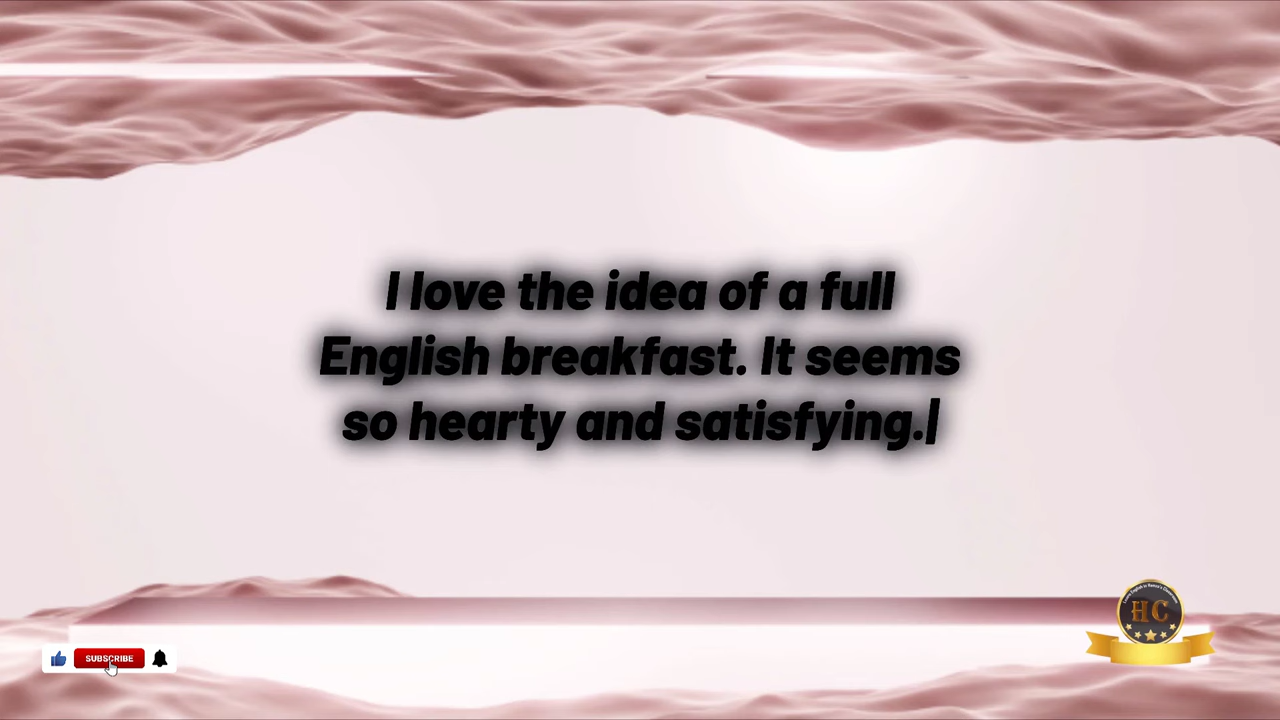 I love the idea of a full
English breakfast. It seems
so hearty and satisfying.|
SUBSCRIBE
HC